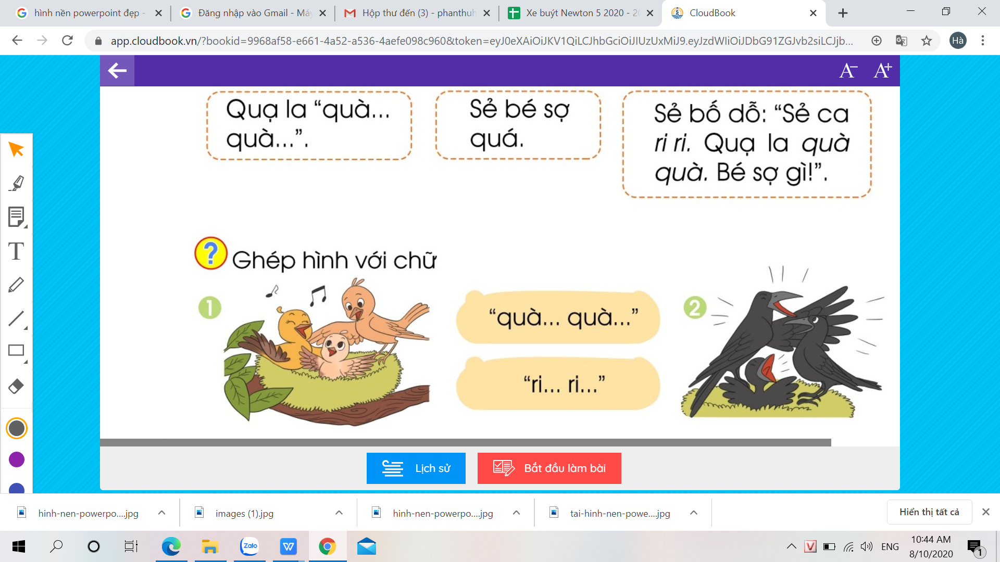 hình nền powerpoint đẹp -
Đăng nhập vào Gmail - Máy
Hộp thư đến (3) - phanthuh
Xe buýt Newton 5 2020 - 20
CloudBook
app.cloudbook.vn/?bookid=9968af58-e661-4a52-a536-4aefe098c960&token=eyJ0eXAiOiJKV1QiLCJhbGciOiJIUzUxMiJ9.eyJzdWIiOiJDbG91ZGJvb2siLCJjb...
Hà
A- A+
Quạ la “quà...
quà...”.
Sẻ bé sợ
quá.
Sẻ bố dỗ: “Sẻ ca
ri ri. Quạ la quà
quà. Bé sợ gì!”.
? Ghép hình với chữ
1
“quà... quà...”
2
“ri... ri...”
T
Lịch sử
Bắt đầu làm bài
hinh-nen-powerpo....jpg
images (1).jpg
hinh-nen-powerpo....jpg
tai-hinh-nen-powe....jpg
Hiển thị tất cả
Zalo
W
V
ENG
10:44 AM
8/10/2020
1